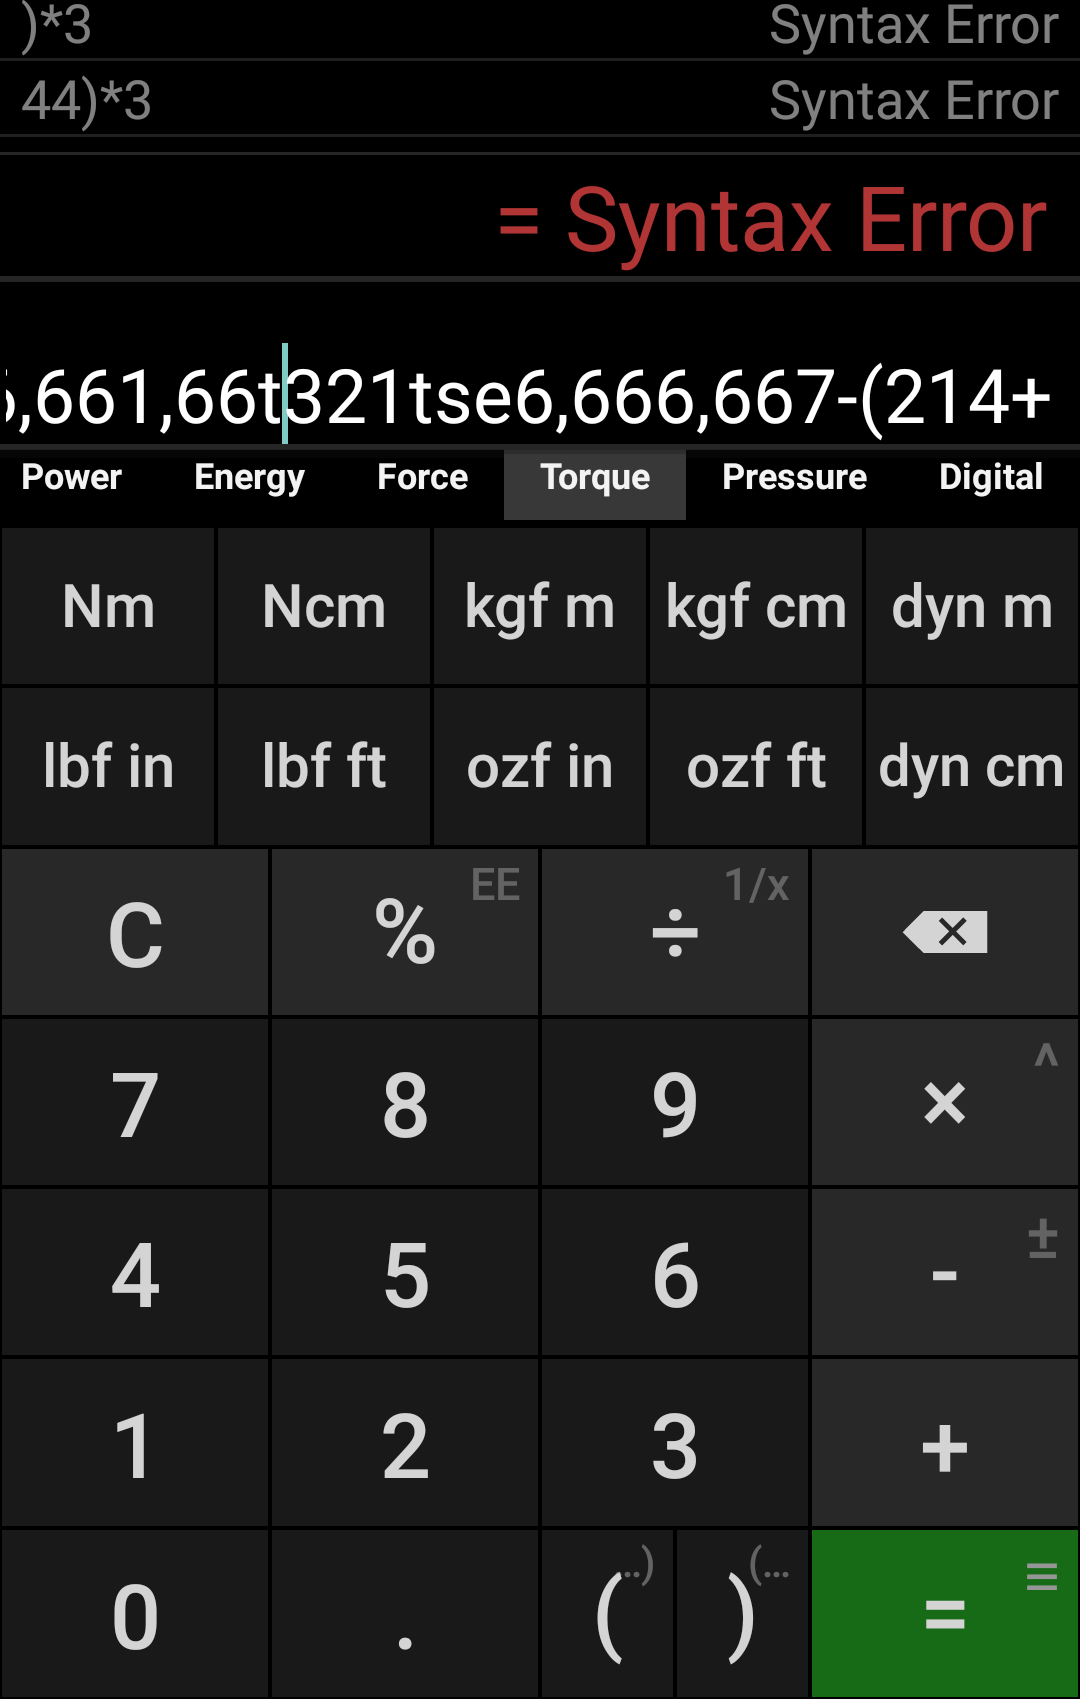 )*3 Syntax Error
44)*3 Syntax Error
= Syntax Error
,661,66t321tse6,666,667-(214+
Power Energy Force Torque Pressure Digital
Nm Ncm kgf m kgf cm dyn m
lbf in lbf ft ozf in ozf ft dyn cm
C % EE ÷ 1/x
7 8 9 × ^
4 5 6 - ±
1 2 3 +
0 . ( ..) ) (... = ≡